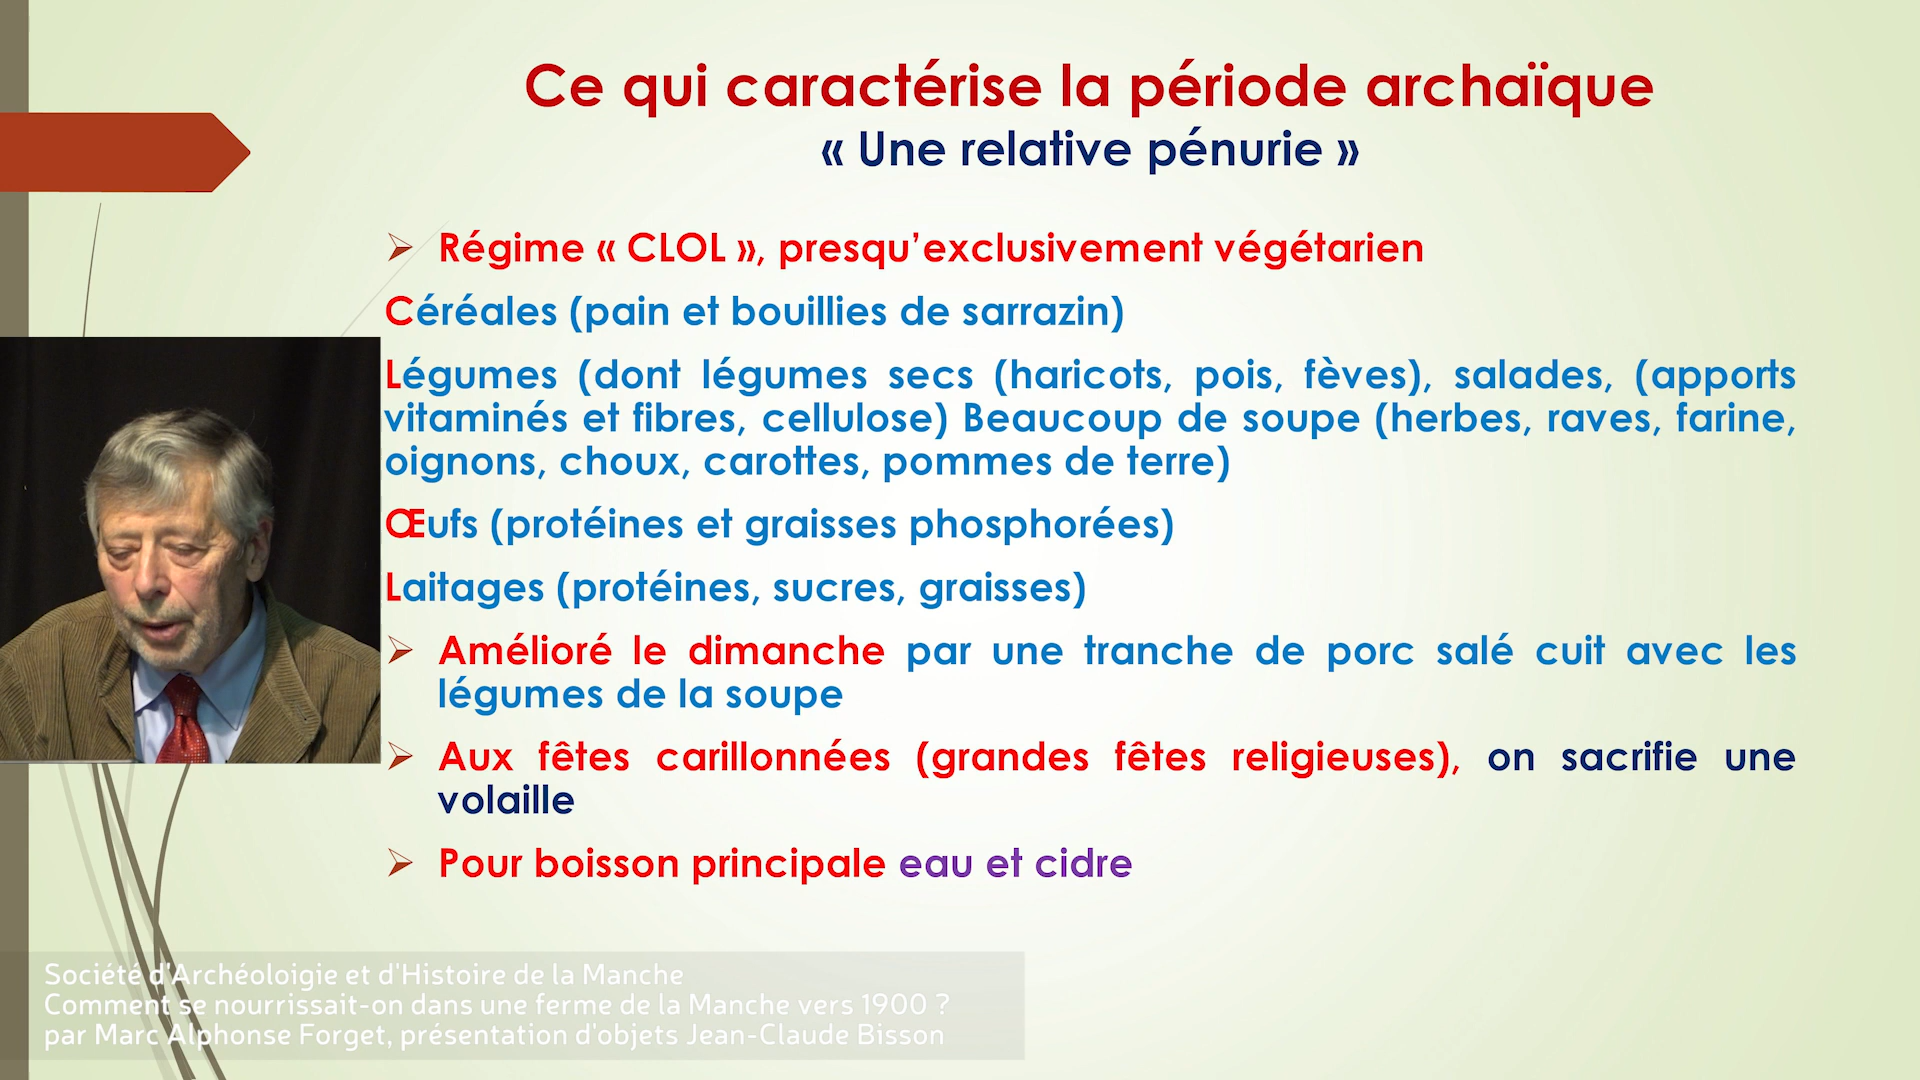 Ce qui caractérise la période archaïque
« Une relative pénurie »
Régime « CLOL », presqu’exclusivement végétarien
Céréales (pain et bouillies de sarrazin)
Légumes (dont légumes secs (haricots, pois, fèves), salades, (apports
vitaminés et fibres, cellulose) Beaucoup de soupe (herbes, raves, farine,
oignons, choux, carottes, pommes de terre)
Œufs (protéines et graisses phosphorées)
Laitages (protéines, sucres, graisses)
Amélioré le dimanche par une tranche de porc salé cuit avec les
légumes de la soupe
Aux fêtes carillonnées (grandes fêtes religieuses), on sacrifie une
volaille
Pour boisson principale eau et cidre
Société d'Archéoloigie et d'Histoire de la Manche
Comment se nourrissait-on dans une ferme de la Manche vers 1900 ?
par Marc Alphonse Forget, présentation d'objets Jean-Claude Bisson